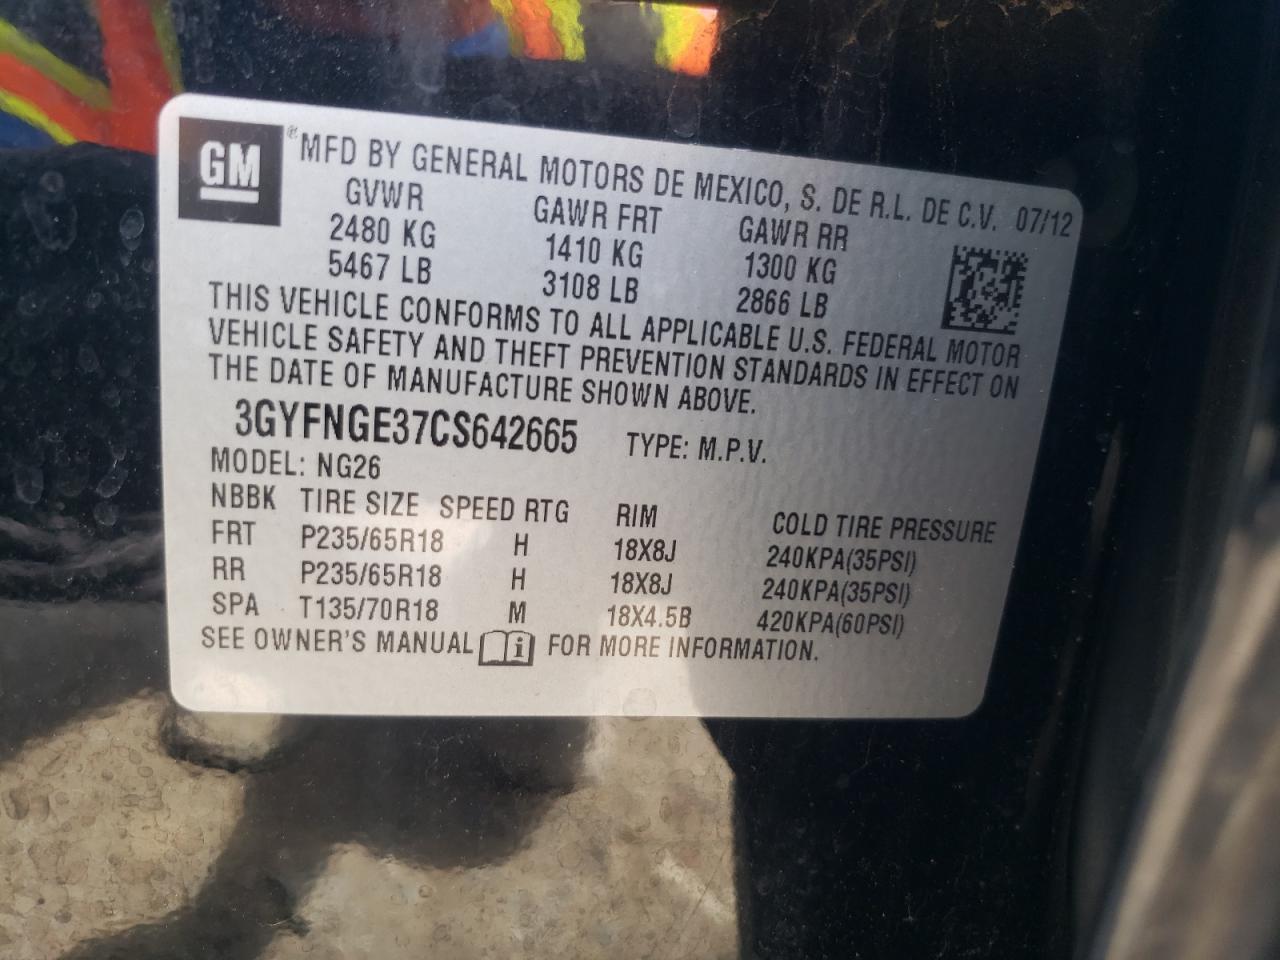 GM ® MFD BY GENERAL MOTORS DE MEXICO, S. DE R.L. DE C.V. 07/12
GVWR GAWR FRT GAWR RR
2480 KG 1410 KG 1300 KG
5467 LB 3108 LB 2866 LB
THIS VEHICLE CONFORMS TO ALL APPLICABLE U.S. FEDERAL MOTOR
VEHICLE SAFETY AND THEFT PREVENTION STANDARDS IN EFFECT ON
THE DATE OF MANUFACTURE SHOWN ABOVE.
3GYFNGE37CS642665 TYPE: M.P.V.
MODEL: NG26
NBBK TIRE SIZE SPEED RTG RIM COLD TIRE PRESSURE
FRT P235/65R18 H 18X8J 240KPA(35PSI)
RR P235/65R18 H 18X8J 240KPA(35PSI)
SPA T135/70R18 M 18X4.5B 420KPA(60PSI)
SEE OWNER'S MANUAL i FOR MORE INFORMATION.